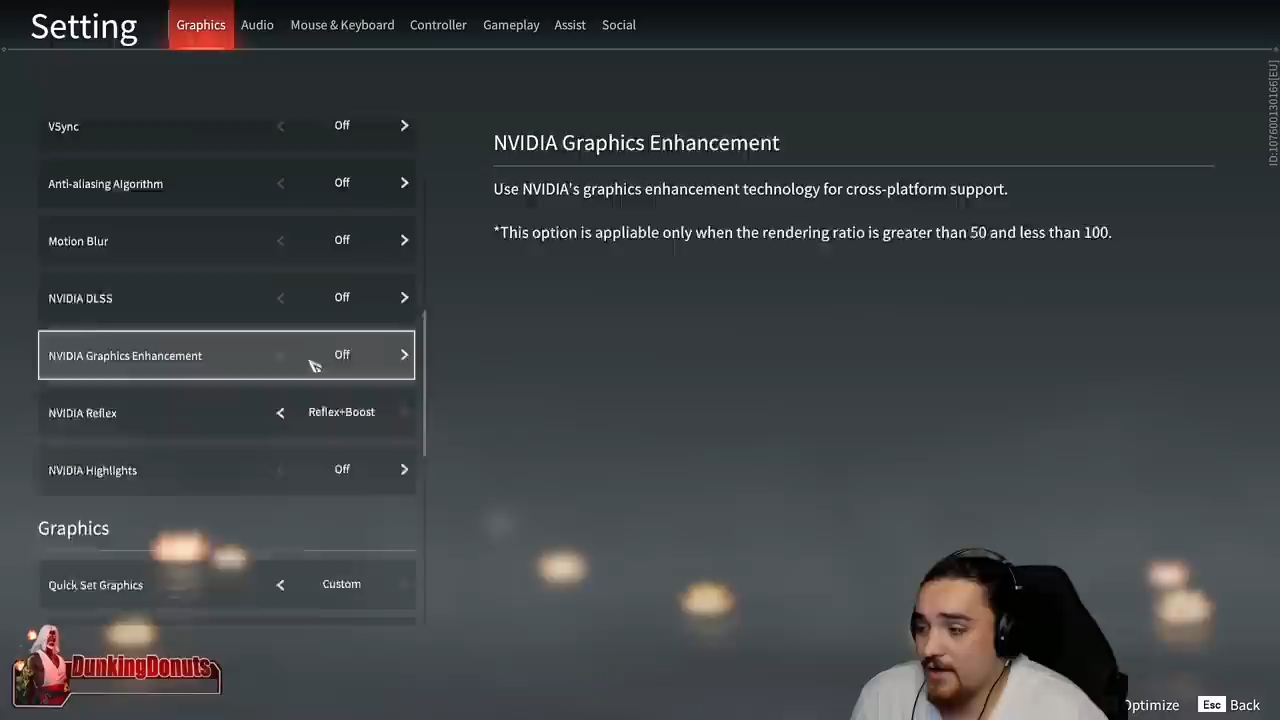 Setting
Graphics Audio Mouse & Keyboard Controller Gameplay Assist Social
ID:107600130166[EU]
VSync Off
Anti-aliasing Algorithm Off
Motion Blur Off
NVIDIA DLSS Off
NVIDIA Graphics Enhancement Off
NVIDIA Reflex Reflex+Boost
NVIDIA Highlights Off
Graphics
Quick Set Graphics Custom
NVIDIA Graphics Enhancement
Use NVIDIA's graphics enhancement technology for cross-platform support.
*This option is appliable only when the rendering ratio is greater than 50 and less than 100.
DunkingDonuts
Optimize Esc Back